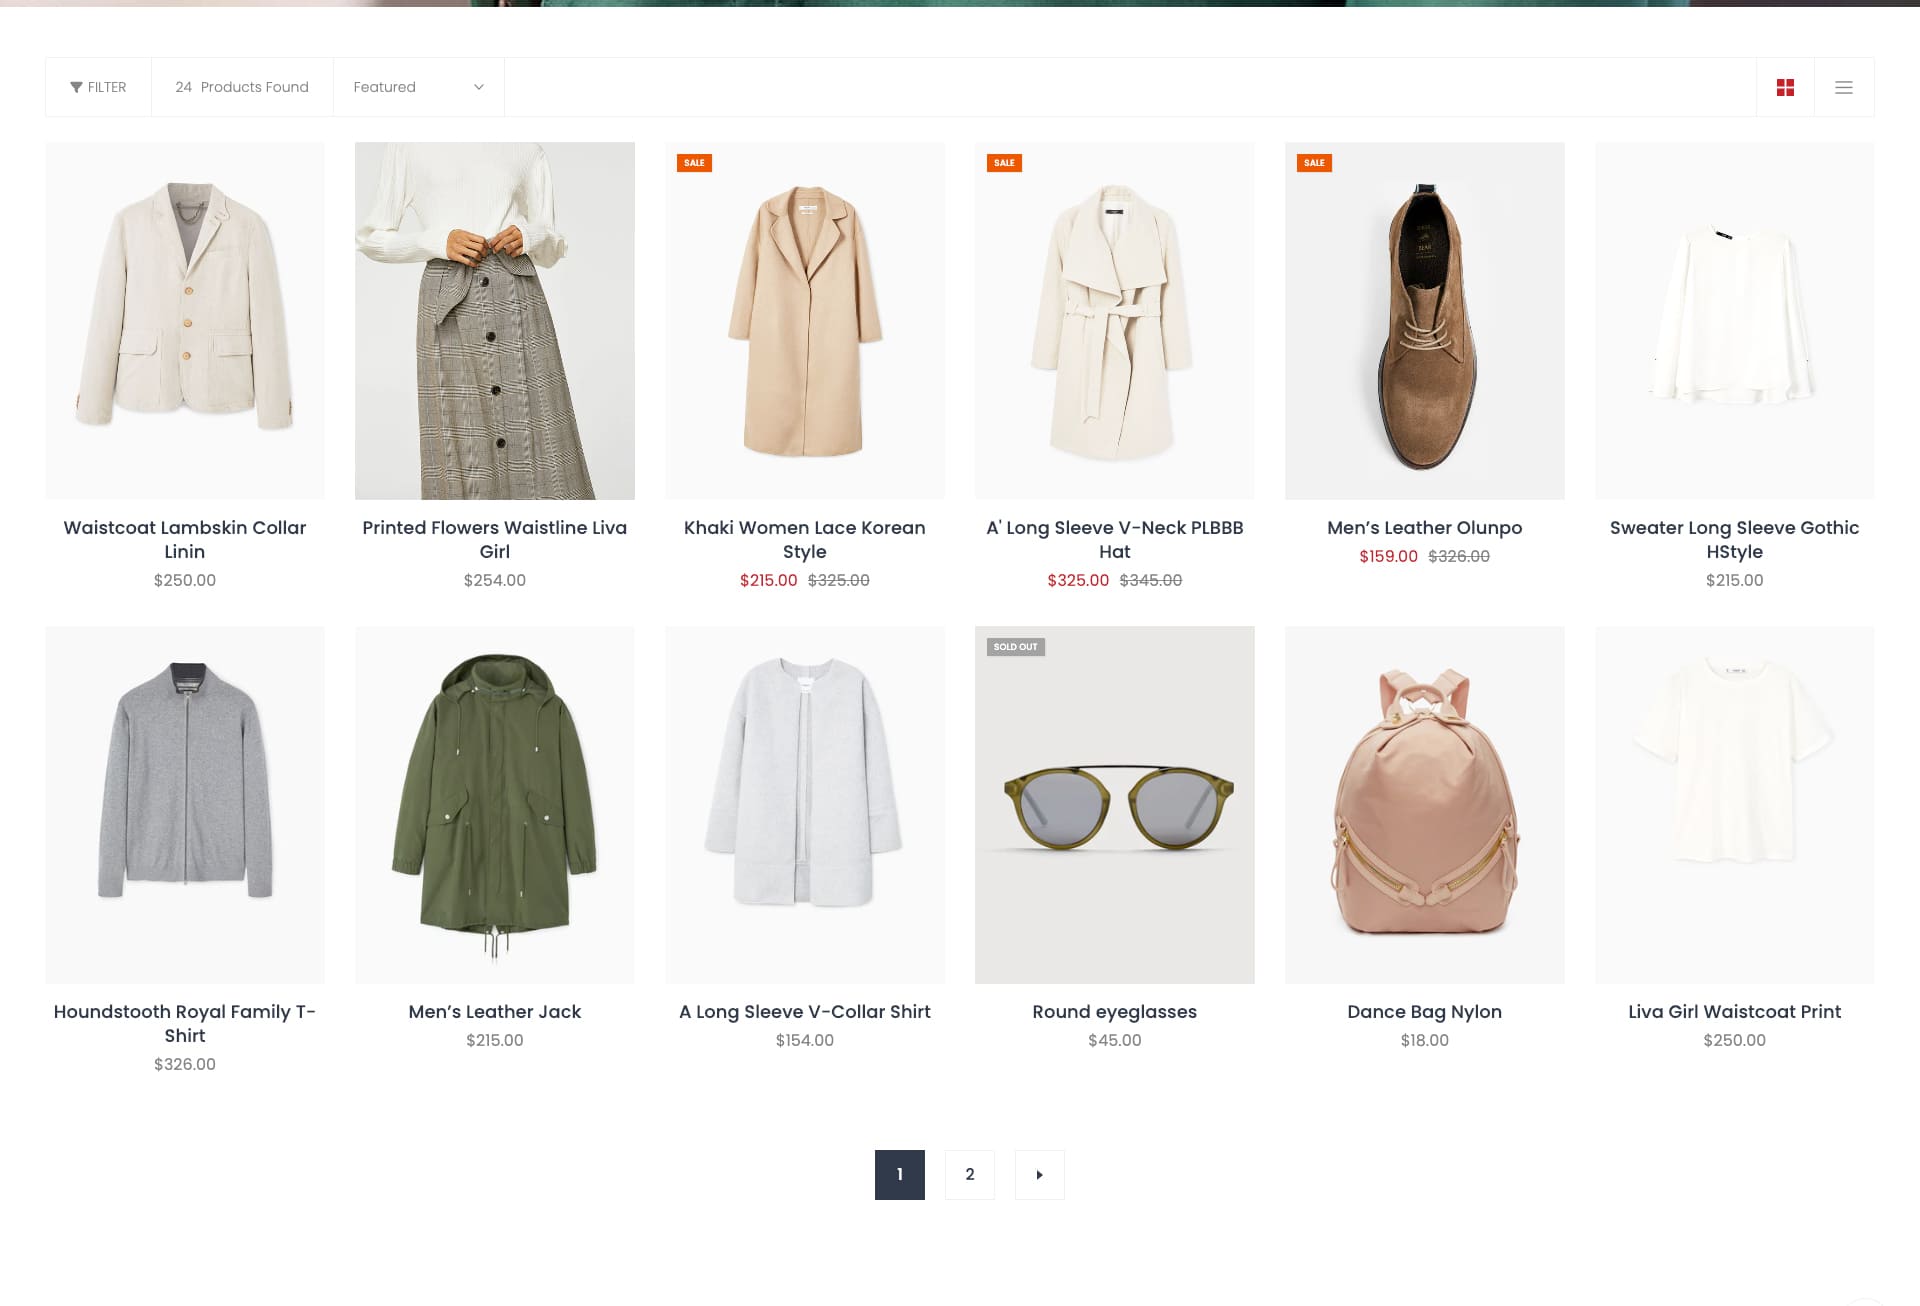 FILTER
24 Products Found
Featured
SALE
SALE
SALE
Waistcoat Lambskin Collar
Linin
$250.00
Printed Flowers Waistline Liva
Girl
$254.00
Khaki Women Lace Korean
Style
$215.00 $325.00
A' Long Sleeve V-Neck PLBBB
Hat
$325.00 $345.00
Men’s Leather Olunpo
$159.00 $326.00
Sweater Long Sleeve Gothic
HStyle
$215.00
SOLD OUT
Houndstooth Royal Family T-
Shirt
$326.00
Men’s Leather Jack
$215.00
A Long Sleeve V-Collar Shirt
$154.00
Round eyeglasses
$45.00
Dance Bag Nylon
$18.00
Liva Girl Waistcoat Print
$250.00
1
2